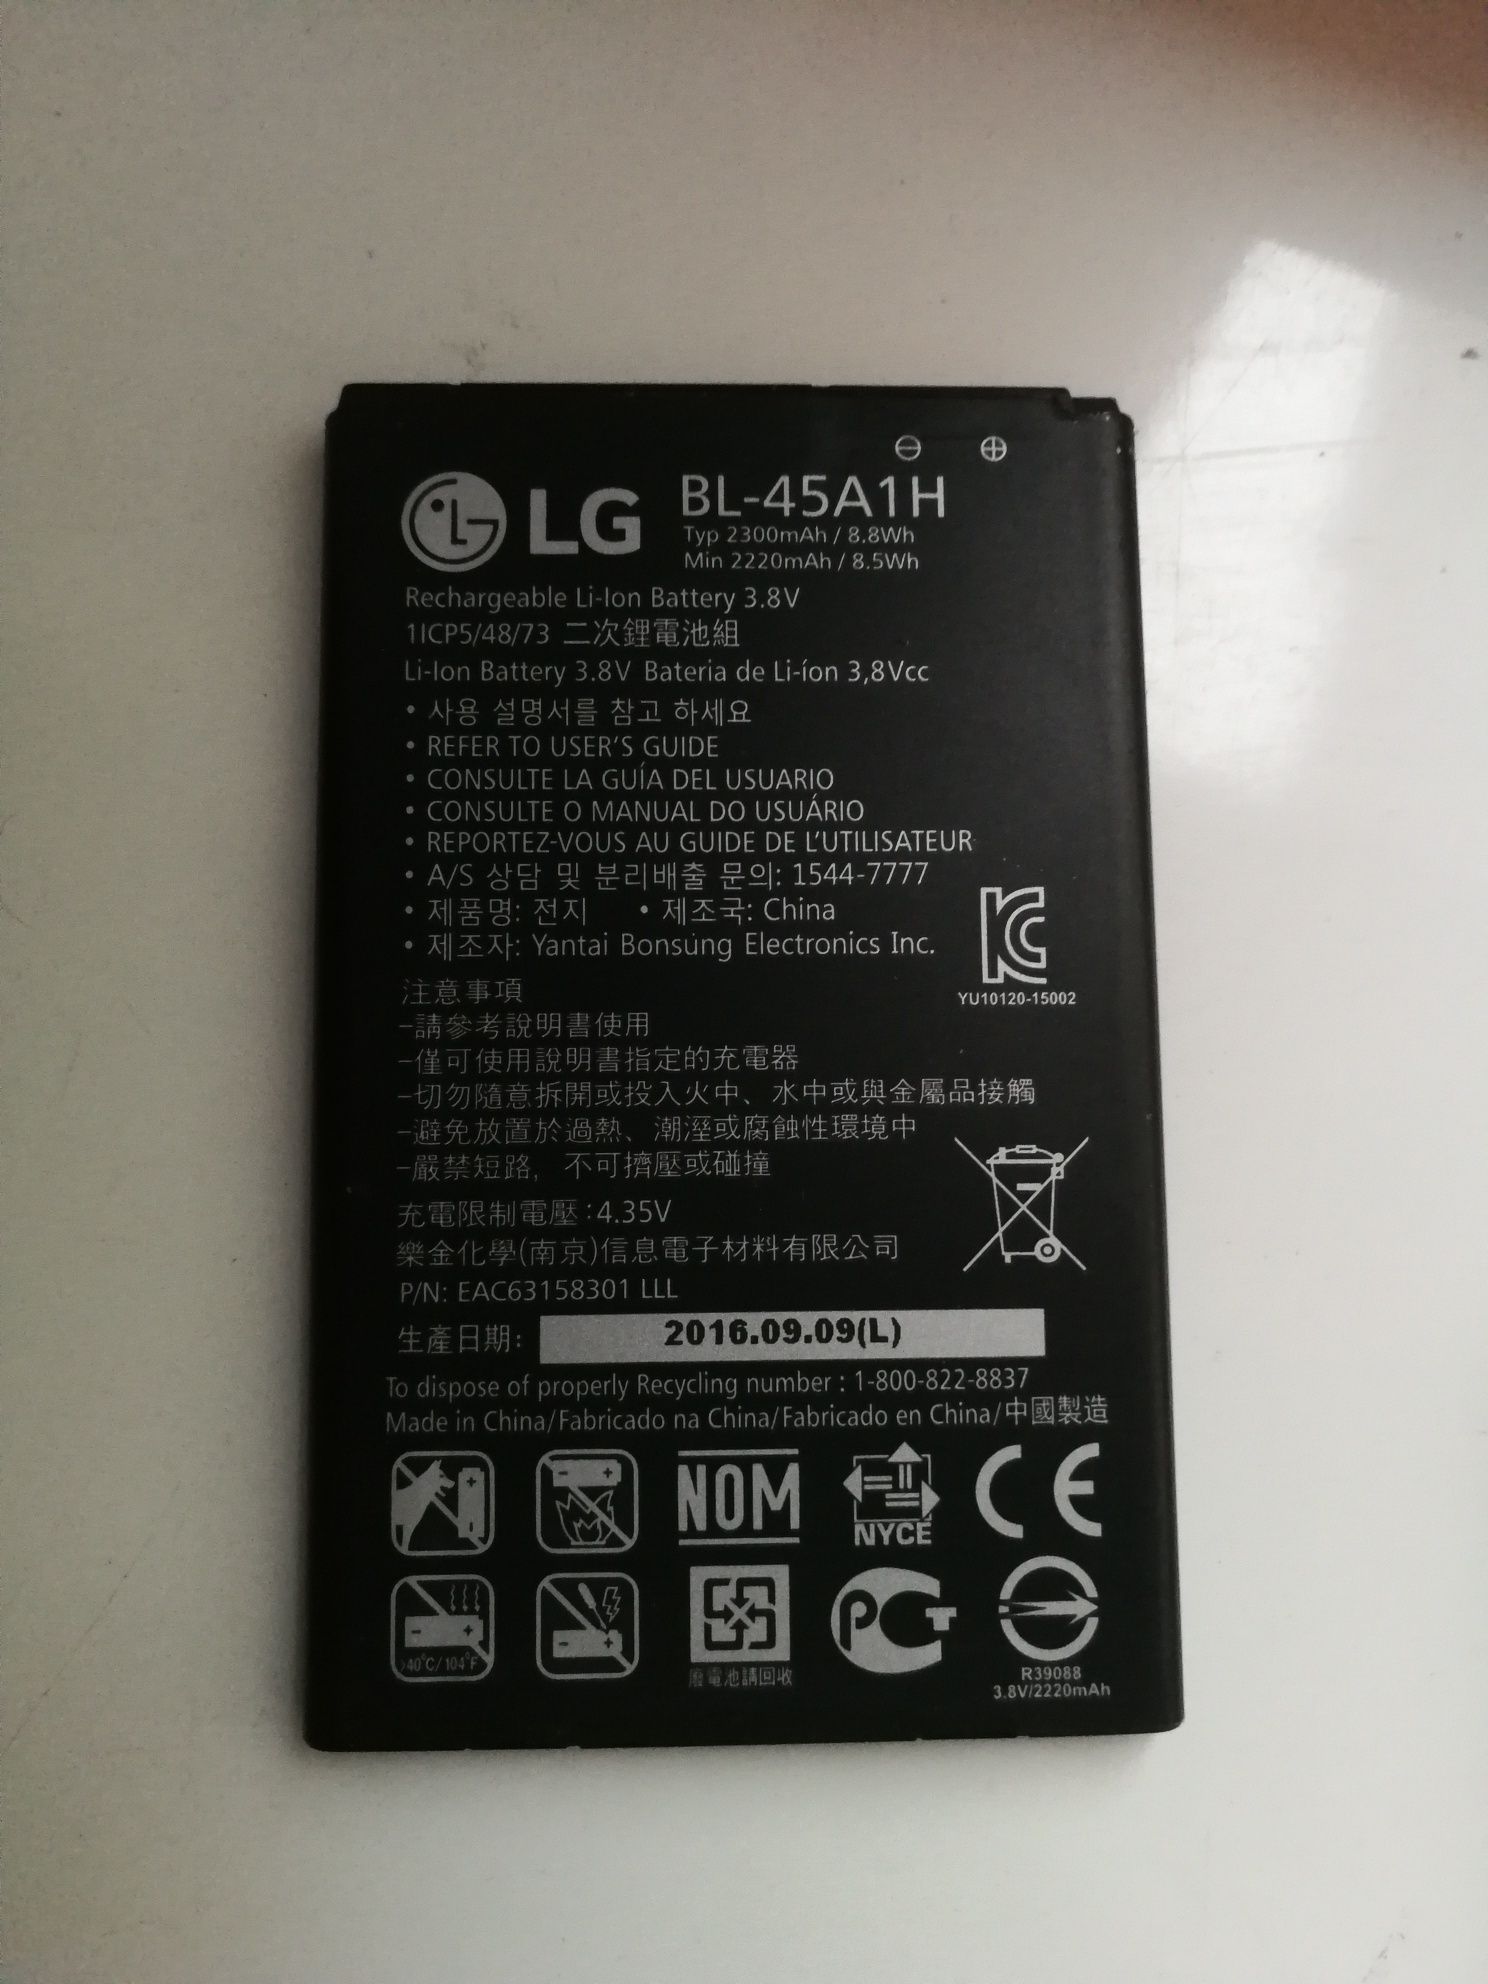 LG BL-45A1H
Typ 2300mAh / 8.8Wh
Min 2220mAh / 8.5Wh
Rechargeable Li-Ion Battery 3.8V
1ICP5/48/73 二次鋰電池組
Li-Ion Battery 3.8V Bateria de Li-íon 3,8Vcc
• 사용 설명서를 참고 하세요
• REFER TO USER'S GUIDE
• CONSULTE LA GUÍA DEL USUARIO
• CONSULTE O MANUAL DO USUÁRIO
• REPORTEZ-VOUS AU GUIDE DE L'UTILISATEUR
• A/S 상담 및 분리배출 문의: 1544-7777
• 제품명: 전지 • 제조국: China
• 제조자: Yantai Bonsung Electronics Inc.
YU10120-15002
注意事項
-請參考說明書使用
-僅可使用說明書指定的充電器
-切勿隨意拆開或投入火中、水中或與金屬品接觸
-避免放置於過熱、潮溼或腐蝕性環境中
-嚴禁短路, 不可擠壓或碰撞
充電限制電壓:4.35V
樂金化學(南京)信息電子材料有限公司
P/N: EAC63158301 LLL
生產日期: 2016.09.09(L)
To dispose of properly Recycling number : 1-800-822-8837
Made in China/Fabricado na China/Fabricado en China/中國製造
NOM NYCE CE
>40°C/104°F
廢電池請回收
PCT
R39088
3.8V/2220mAh